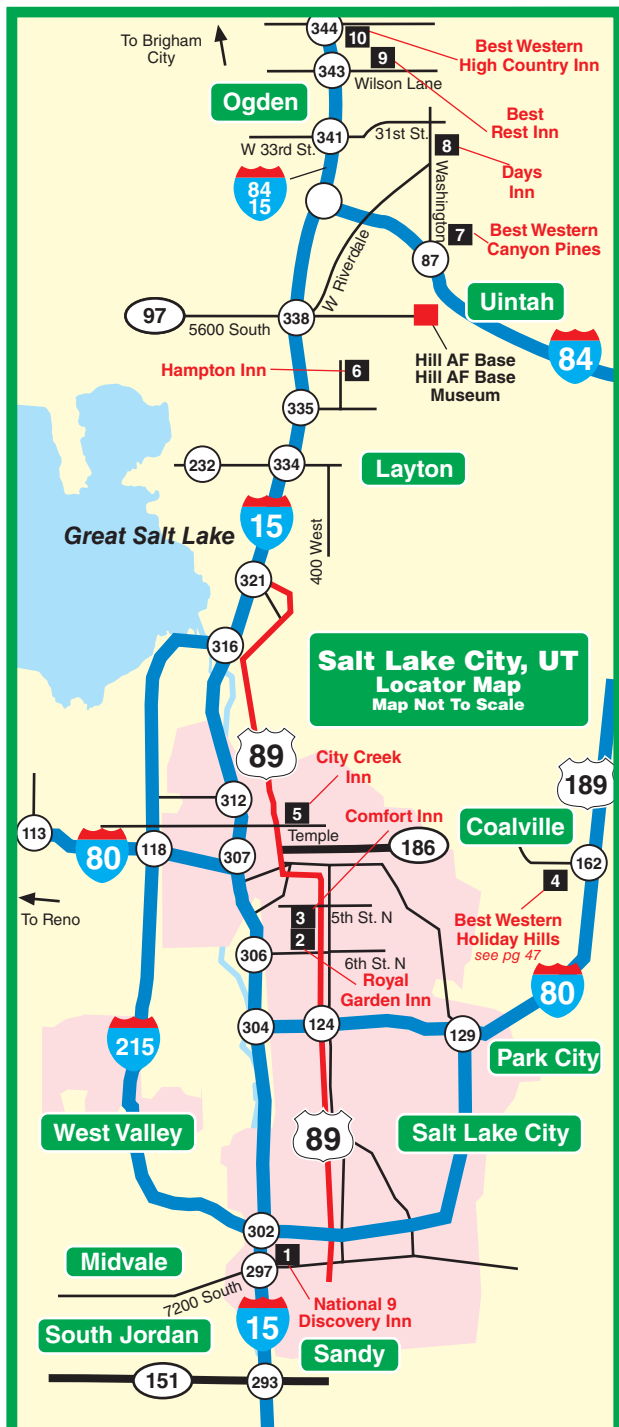 344
10
To Brigham
City
9
Best Western
High Country Inn
343
Wilson Lane
Ogden
Best
Rest Inn
341
31st St.
W 33rd St.
8
Days
Inn
84
15
Washington
7
Best Western
Canyon Pines
87
W Riverdale
Uintah
97
5600 South
338
Hill AF Base
Hill AF Base
Museum
84
Hampton Inn
6
335
232
334
Layton
15
Great Salt Lake
400 West
321
316
Salt Lake City, UT
Locator Map
Map Not To Scale
89
City Creek
Inn
189
312
5
Comfort Inn
Temple
Coalville
113
80
118
307
186
162
4
To Reno
3
5th St. N
Best Western
Holiday Hills
see pg 47
2
306
6th St. N
Royal
Garden Inn
80
304
124
129
215
Park City
West Valley
89
Salt Lake City
302
1
Midvale
297
7200 South
National 9
Discovery Inn
15
South Jordan
Sandy
151
293